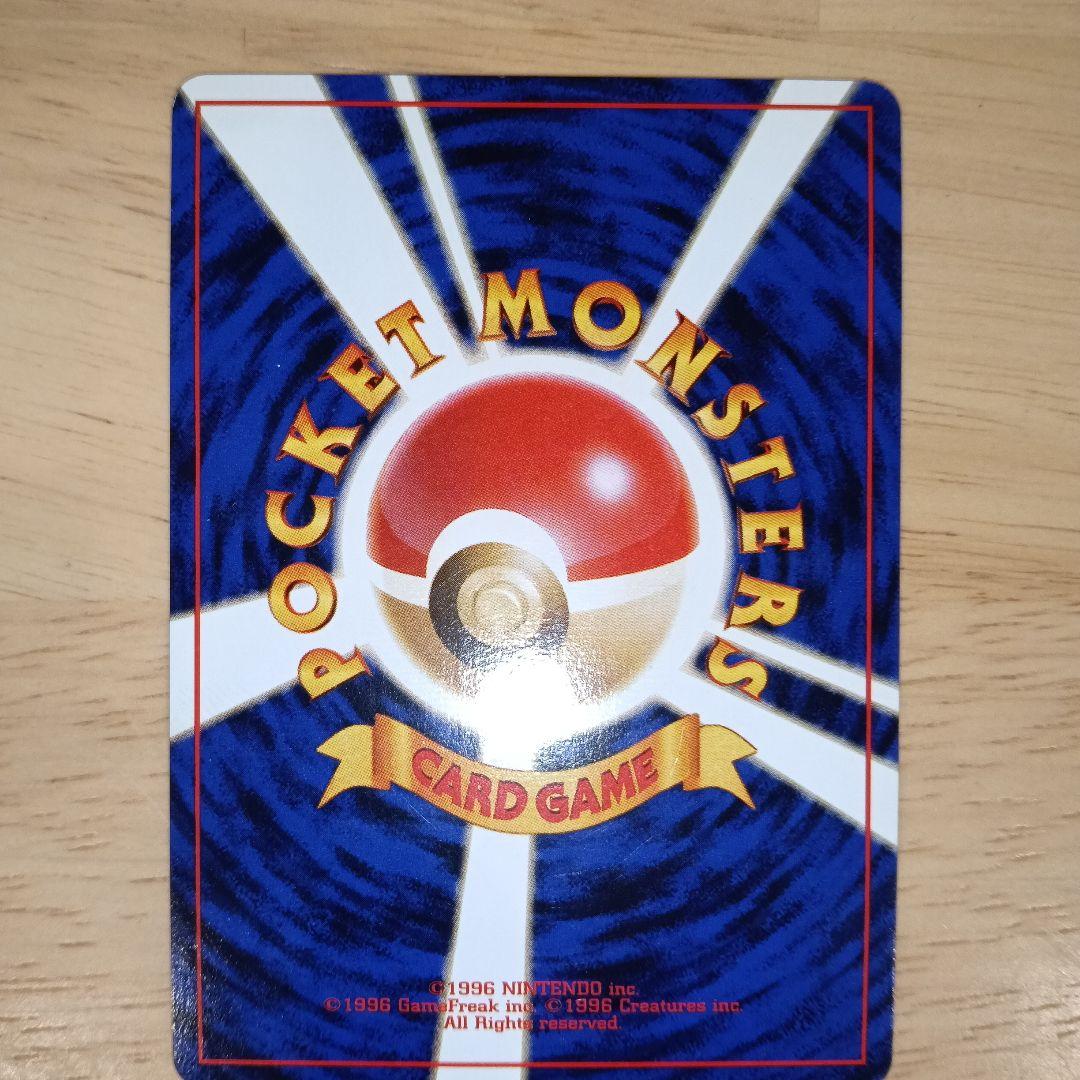 POCKET MONSTERS
CARD GAME
©1996 NINTENDO inc.
©1996 GameFreak inc. ©1996 Creatures inc.
All Rights reserved.